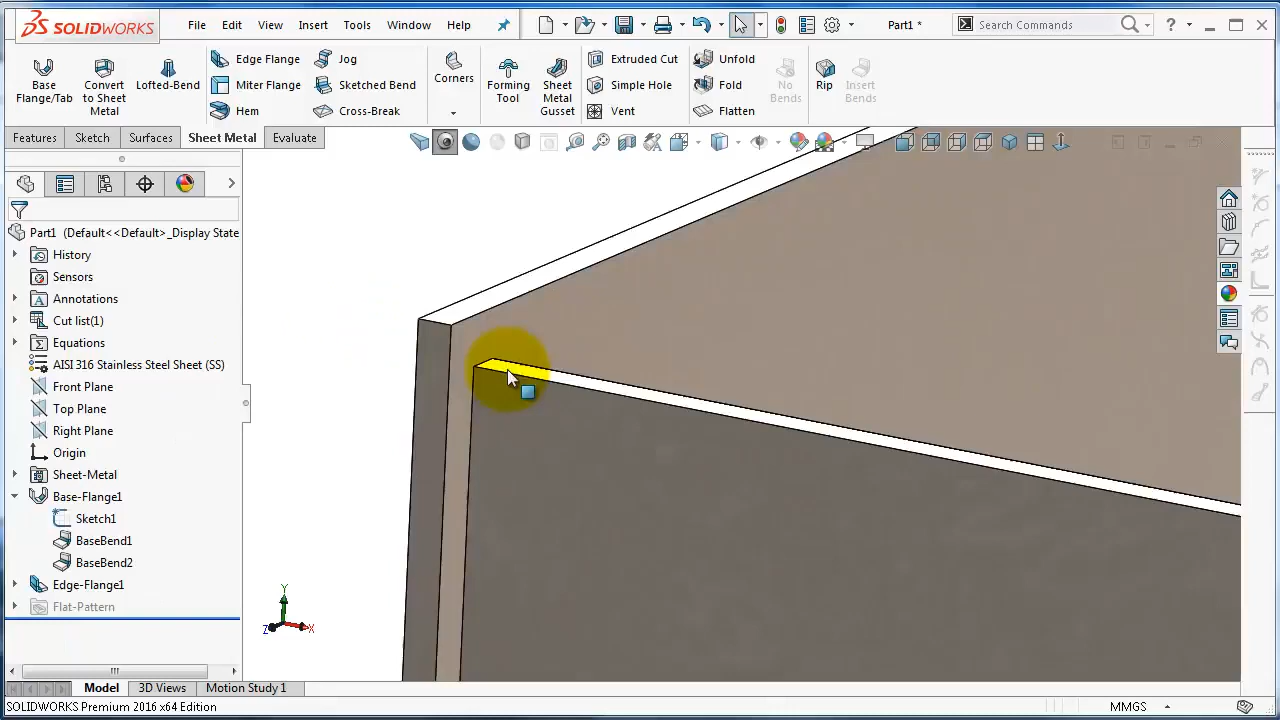 SOLIDWORKS
File Edit View Insert Tools Window Help
Part1 *
Search Commands
?
Base Flange/Tab
Convert to Sheet Metal
Lofted-Bend
Edge Flange
Miter Flange
Hem
Jog
Sketched Bend
Cross-Break
Corners
Forming Tool
Sheet Metal Gusset
Extruded Cut
Simple Hole
Vent
Unfold
Fold
Flatten
No Bends
Rip
Insert Bends
Features Sketch Surfaces Sheet Metal Evaluate
Part1 (Default<<Default>_Display State
History
Sensors
Annotations
Cut list(1)
Equations
AISI 316 Stainless Steel Sheet (SS)
Front Plane
Top Plane
Right Plane
Origin
Sheet-Metal
Base-Flange1
Sketch1
BaseBend1
BaseBend2
Edge-Flange1
Flat-Pattern
Y
Z
X
Model 3D Views Motion Study 1
SOLIDWORKS Premium 2016 x64 Edition
MMGS